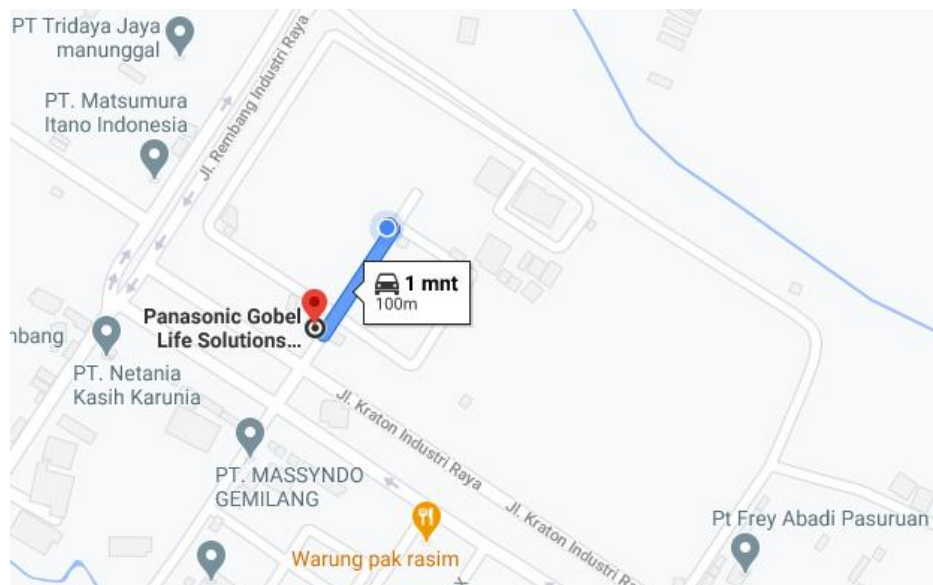 PT Tridaya Jaya
manunggal
PT. Matsumura
Itano Indonesia
Jl. Rembang Industri Raya
1 mnt
100m
Panasonic Gobel
Life Solutions...
nbang
PT. Netania
Kasih Karunia
Jl. Kraton Industri Raya
PT. MASSYNDO
GEMILANG
Jl. Kraton Industri Raya
Pt Frey Abadi Pasuruan
Warung pak rasim